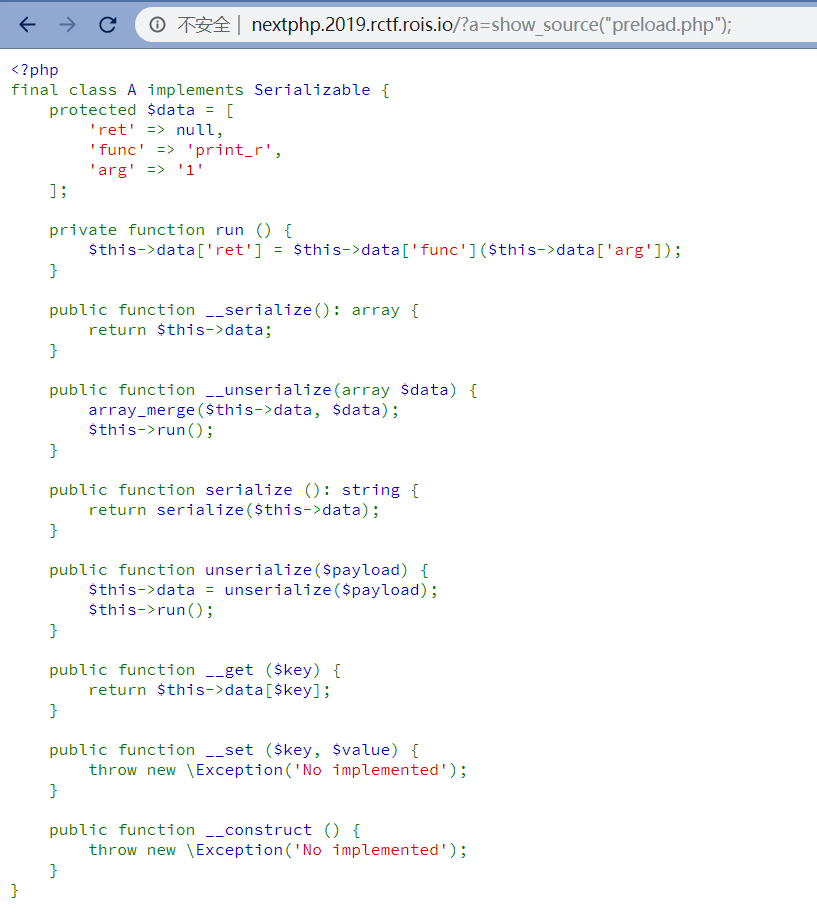 不安全 | nextphp.2019.rctf.rois.io/?a=show_source("preload.php");
<?php
final class A implements Serializable {
    protected $data = [
        'ret' => null,
        'func' => 'print_r',
        'arg' => '1'
    ];

    private function run () {
        $this->data['ret'] = $this->data['func']($this->data['arg']);
    }

    public function __serialize(): array {
        return $this->data;
    }

    public function __unserialize(array $data) {
        array_merge($this->data, $data);
        $this->run();
    }

    public function serialize (): string {
        return serialize($this->data);
    }

    public function unserialize($payload) {
        $this->data = unserialize($payload);
        $this->run();
    }

    public function __get ($key) {
        return $this->data[$key];
    }

    public function __set ($key, $value) {
        throw new \Exception('No implemented');
    }

    public function __construct () {
        throw new \Exception('No implemented');
    }
}